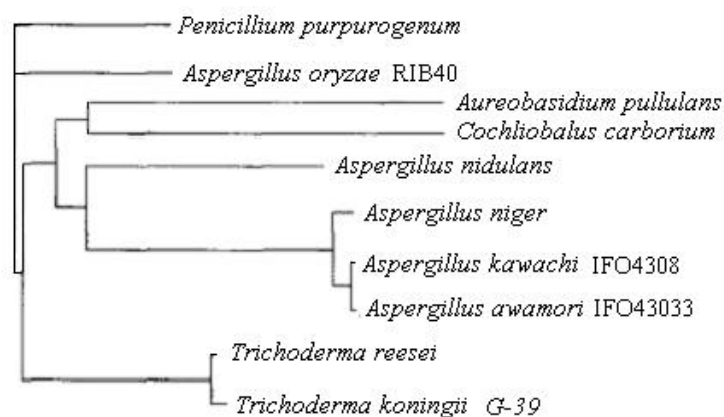 Penicillium purpurogenum
Aspergillus oryzae RIB40
Aureobasidium pullulans
Cochliobalus carborium
Aspergillus nidulans
Aspergillus niger
Aspergillus kawachi IFO4308
Aspergillus awamori IFO43033
Trichoderma reesei
Trichoderma koningii G-39